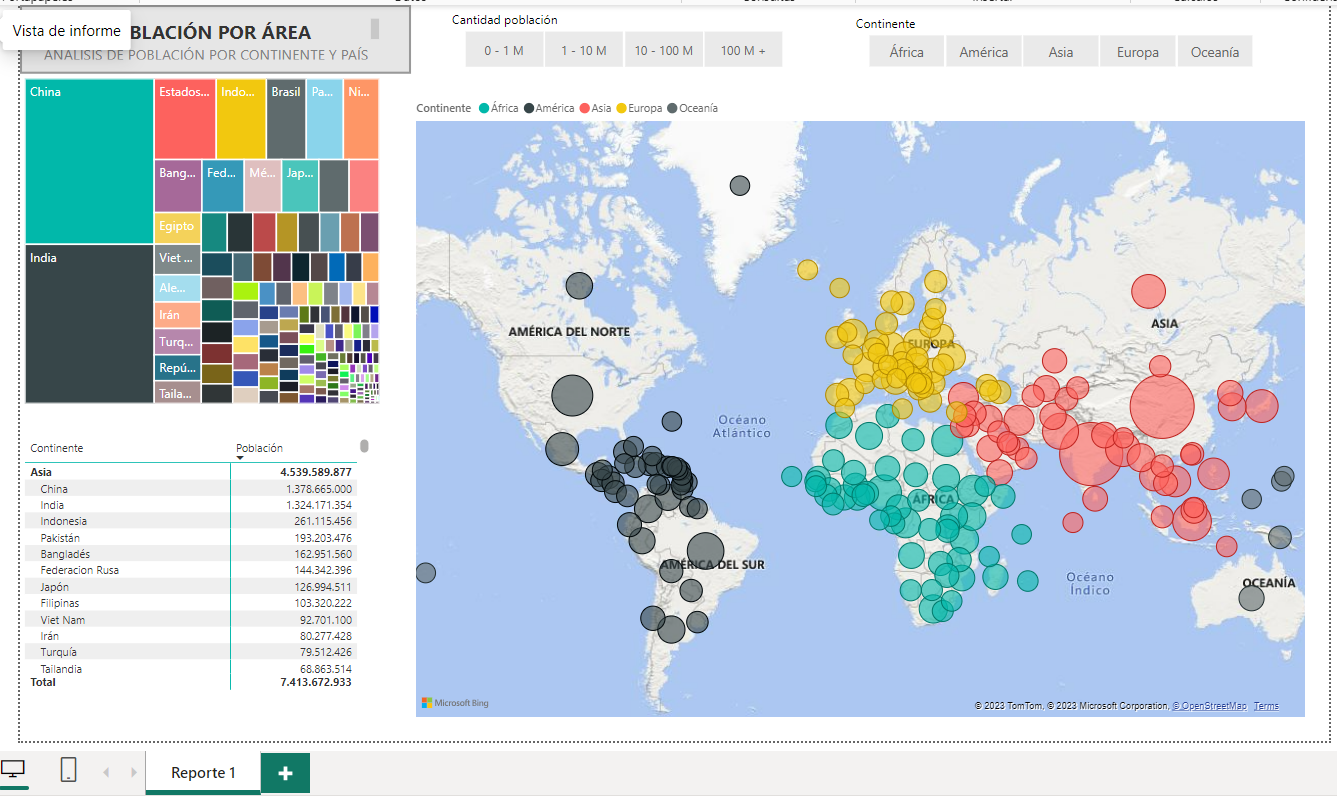 Datos
Consultas
Insertar
Vista de informe
BLACIÓN POR ÁREA
ANÁLISIS DE POBLACIÓN POR CONTINENTE Y PAÍS
Cantidad población
0 - 1 M
1 - 10 M
10 - 100 M
100 M +
Continente
África
América
Asia
Europa
Oceanía
China
Estados...
Indo...
Brasil
Pa...
Ni...
Bang...
Fed...
Mé...
Jap...
Egipto
India
Viet ...
Ale...
Irán
Turq...
Repú...
Taila...
Continente África América Asia Europa Oceanía
AMÉRICA DEL NORTE
EUROPA
ASIA
Océano
Atlántico
ÁFRICA
AMÉRICA DEL SUR
Océano
Índico
OCEANÍA
Microsoft Bing
© 2023 TomTom, © 2023 Microsoft Corporation, © OpenStreetMap Terms
Continente Población
Asia 4.539.589.877
China 1.378.665.000
India 1.324.171.354
Indonesia 261.115.456
Pakistán 193.203.476
Bangladés 162.951.560
Federacion Rusa 144.342.396
Japón 126.994.511
Filipinas 103.320.222
Viet Nam 92.701.100
Irán 80.277.428
Turquía 79.512.426
Tailandia 68.863.514
Total 7.413.672.933
Reporte 1
+